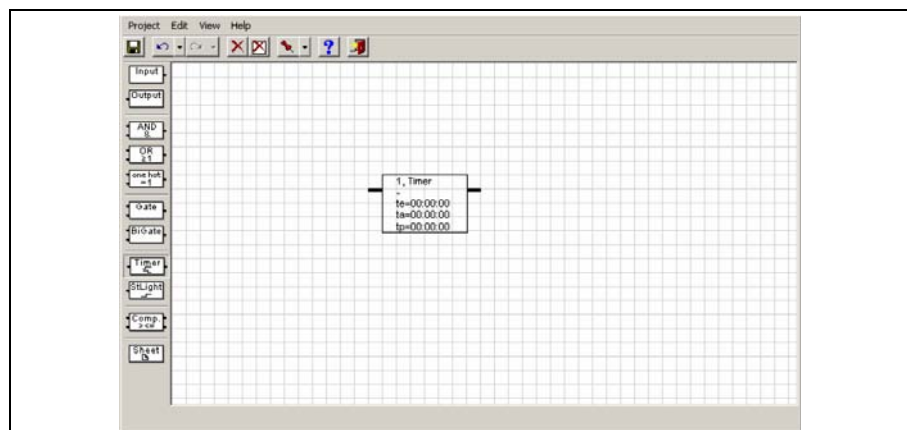 Project Edit View Help
?
Input
Output
AND
&
OR
≥1
one hot
=1
Gate
BiGate
Timer
StLight
Comp.
Sheet
1, Timer
-
te=00:00:00
ta=00:00:00
tp=00:00:00